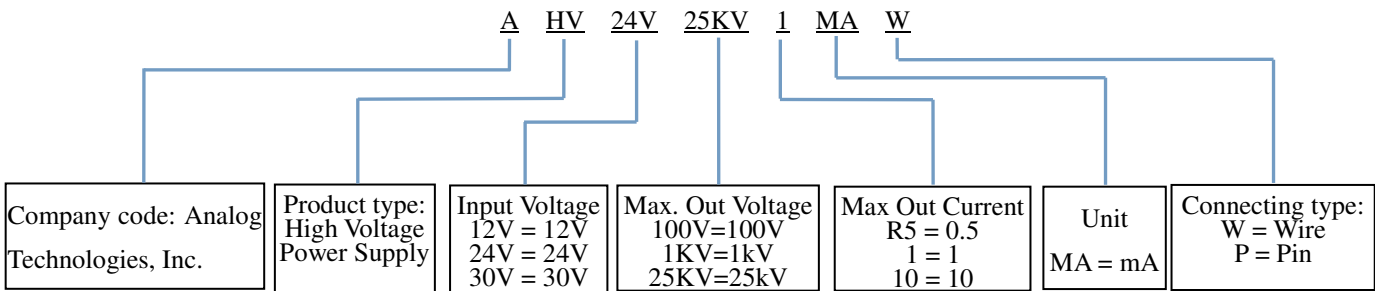 A HV 24V 25KV 1 MA W
Company code: Analog
Technologies, Inc.
Product type:
High Voltage
Power Supply
Input Voltage
12V = 12V
24V = 24V
30V = 30V
Max. Out Voltage
100V=100V
1KV=1kV
25KV=25kV
Max Out Current
R5 = 0.5
1 = 1
10 = 10
Unit
MA = mA
Connecting type:
W = Wire
P = Pin